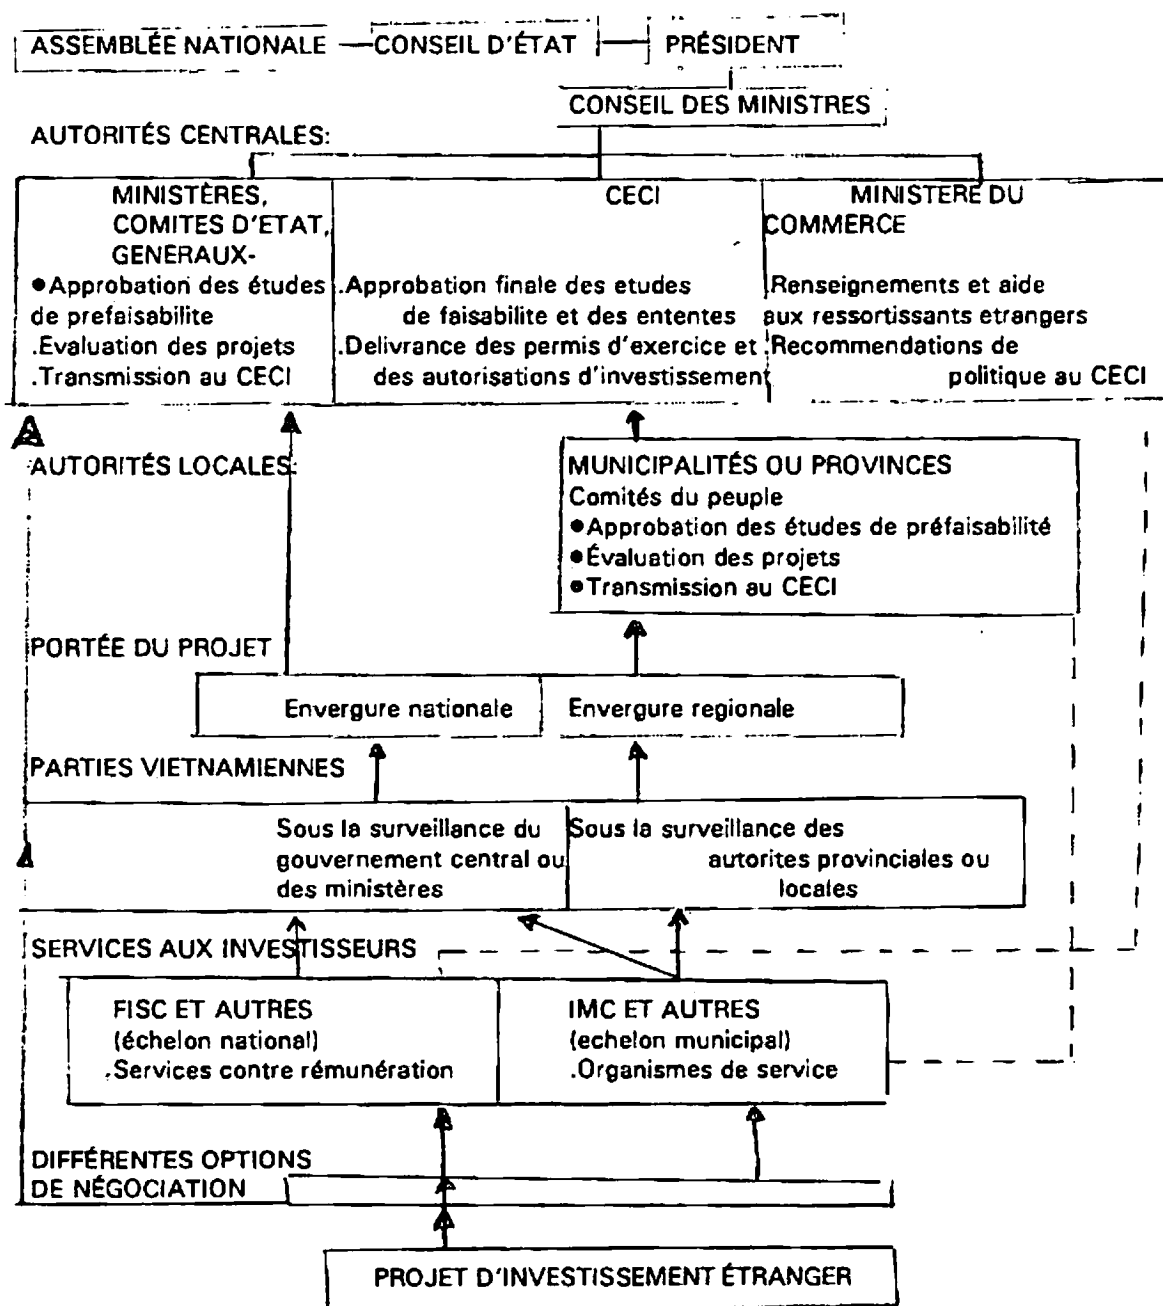 ASSEMBLÉE NATIONALE CONSEIL D'ÉTAT PRÉSIDENT
CONSEIL DES MINISTRES
AUTORITÉS CENTRALES:
MINISTÈRES,
COMITES D'ETAT,
GENERAUX-
●Approbation des études
de prefaisabilite
.Evaluation des projets
.Transmission au CECI
CECI
.Approbation finale des etudes
de faisabilite et des ententes
.Delivrance des permis d'exercice et
des autorisations d'investissement
MINISTERE DU
COMMERCE
.Renseignements et aide
aux ressortissants etrangers
.Recommendations de
politique au CECI
AUTORITÉS LOCALES:
MUNICIPALITÉS OU PROVINCES
Comités du peuple
●Approbation des études de préfaisabilité
●Évaluation des projets
●Transmission au CECI
PORTÉE DU PROJET
Envergure nationale
Envergure regionale
PARTIES VIETNAMIENNES
Sous la surveillance du
gouvernement central ou
des ministères
Sous la surveillance des
autorites provinciales ou
locales
SERVICES AUX INVESTISSEURS
FISC ET AUTRES
(échelon national)
.Services contre rémunération
IMC ET AUTRES
(echelon municipal)
.Organismes de service
DIFFÉRENTES OPTIONS
DE NÉGOCIATION
PROJET D'INVESTISSEMENT ÉTRANGER